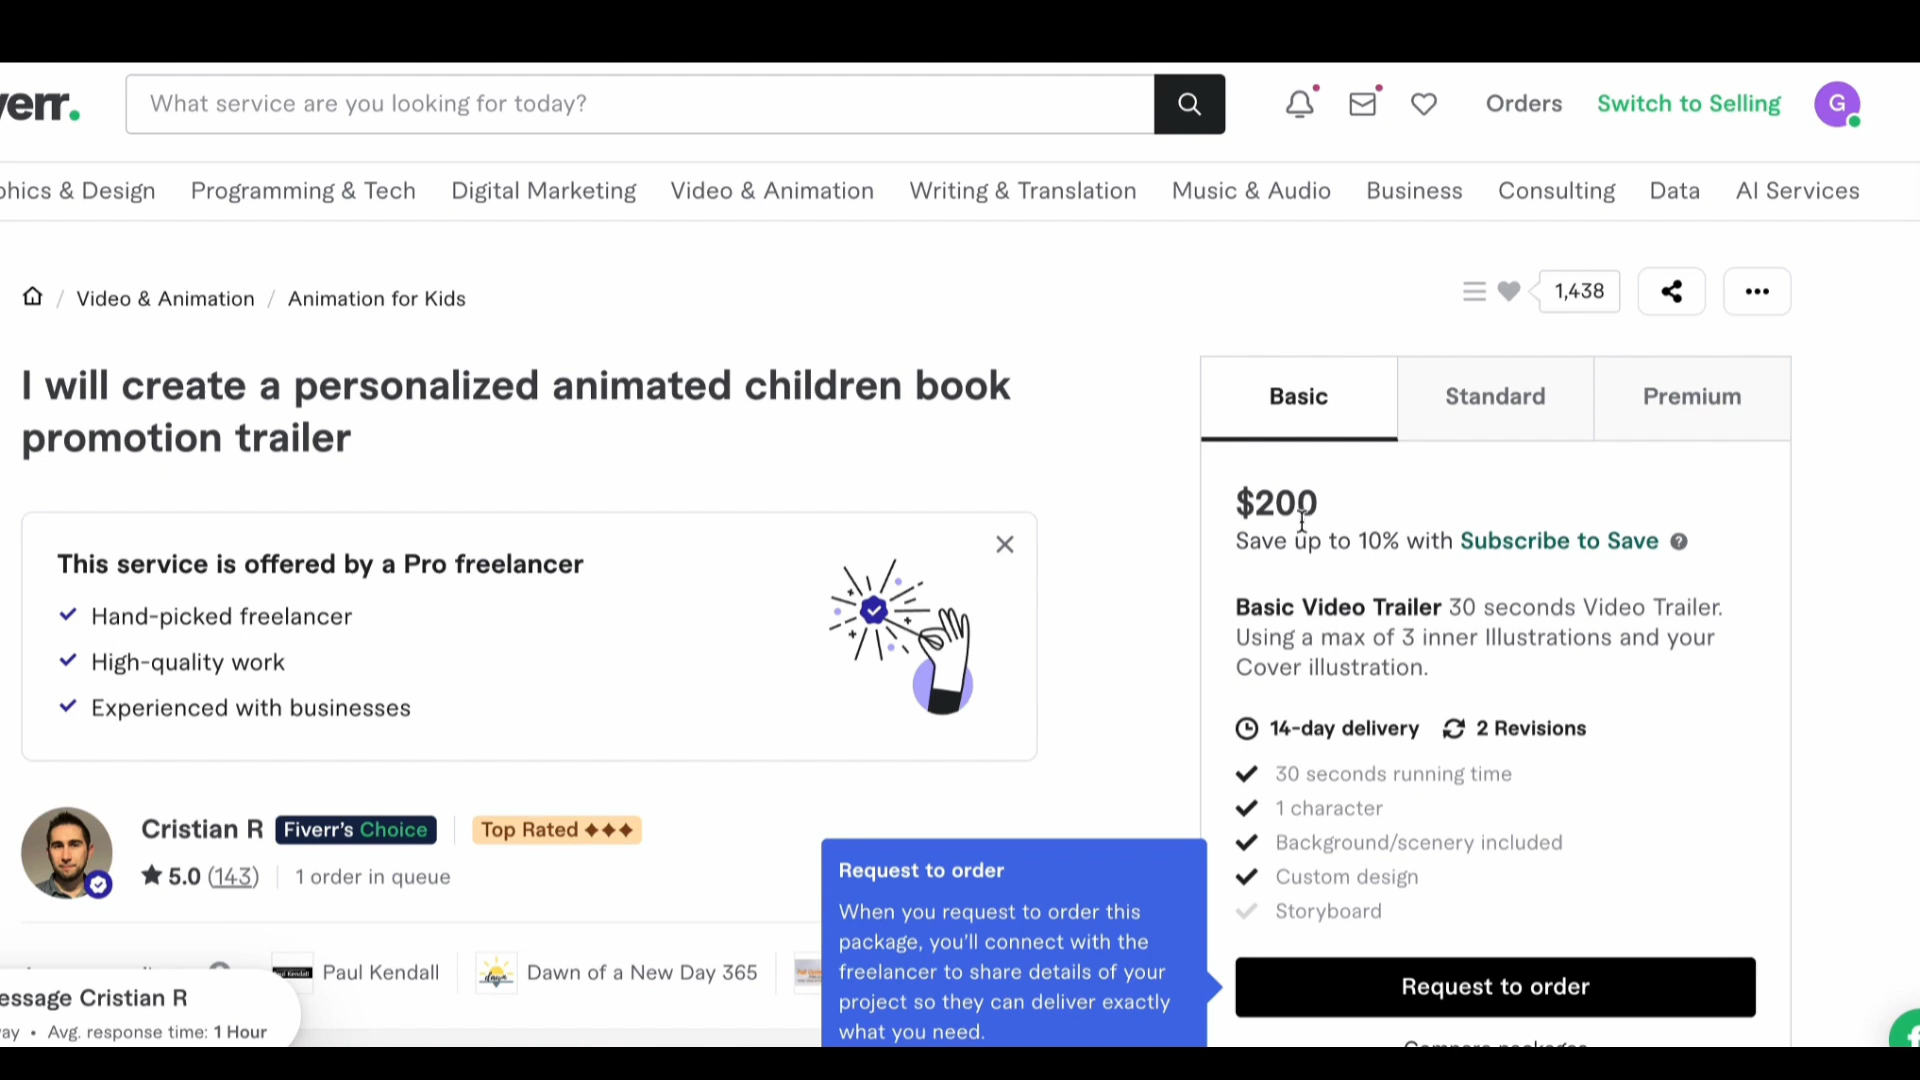 verr.
What service are you looking for today?
Orders
Switch to Selling
G
phics & Design
Programming & Tech
Digital Marketing
Video & Animation
Writing & Translation
Music & Audio
Business
Consulting
Data
AI Services
/ Video & Animation / Animation for Kids
1,438
I will create a personalized animated children book
promotion trailer
This service is offered by a Pro freelancer
Hand-picked freelancer
High-quality work
Experienced with businesses
Cristian R
Fiverr's Choice
Top Rated
5.0 (143)
1 order in queue
Paul Kendall
Dawn of a New Day 365
essage Cristian R
ay • Avg. response time: 1 Hour
Request to order
When you request to order this
package, you'll connect with the
freelancer to share details of your
project so they can deliver exactly
what you need.
Basic
Standard
Premium
$200
Save up to 10% with Subscribe to Save ?
Basic Video Trailer 30 seconds Video Trailer.
Using a max of 3 inner Illustrations and your
Cover illustration.
14-day delivery
2 Revisions
30 seconds running time
1 character
Background/scenery included
Custom design
Storyboard
Request to order
Compare packages